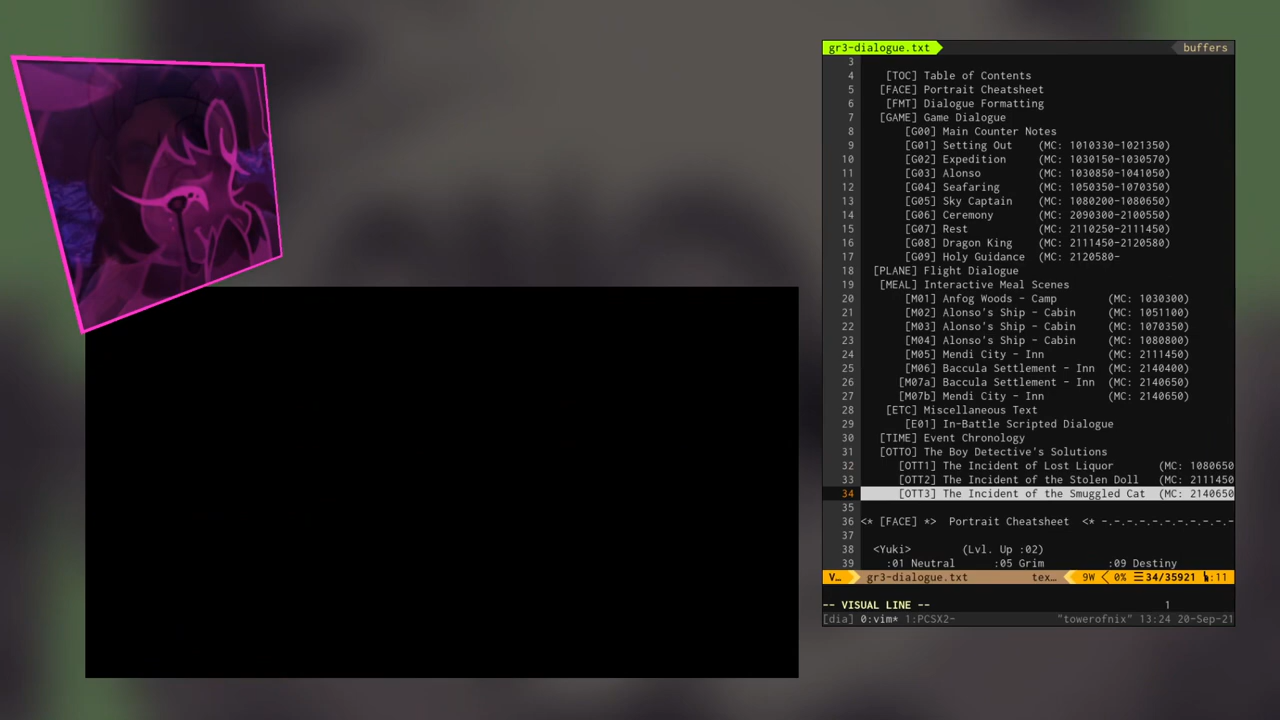 gr3-dialogue.txt buffers
3
4 [TOC] Table of Contents
5 [FACE] Portrait Cheatsheet
6 [FMT] Dialogue Formatting
7 [GAME] Game Dialogue
8 [G00] Main Counter Notes
9 [G01] Setting Out (MC: 1010330-1021350)
10 [G02] Expedition (MC: 1030150-1030570)
11 [G03] Alonso (MC: 1030850-1041050)
12 [G04] Seafaring (MC: 1050350-1070350)
13 [G05] Sky Captain (MC: 1080200-1080650)
14 [G06] Ceremony (MC: 2090300-2100550)
15 [G07] Rest (MC: 2110250-2111450)
16 [G08] Dragon King (MC: 2111450-2120580)
17 [G09] Holy Guidance (MC: 2120580-
18 [PLANE] Flight Dialogue
19 [MEAL] Interactive Meal Scenes
20 [M01] Anfog Woods - Camp (MC: 1030300)
21 [M02] Alonso's Ship - Cabin (MC: 1051100)
22 [M03] Alonso's Ship - Cabin (MC: 1070350)
23 [M04] Alonso's Ship - Cabin (MC: 1080800)
24 [M05] Mendi City - Inn (MC: 2111450)
25 [M06] Baccula Settlement - Inn (MC: 2140400)
26 [M07a] Baccula Settlement - Inn (MC: 2140650)
27 [M07b] Mendi City - Inn (MC: 2140650)
28 [ETC] Miscellaneous Text
29 [E01] In-Battle Scripted Dialogue
30 [TIME] Event Chronology
31 [OTTO] The Boy Detective's Solutions
32 [OTT1] The Incident of Lost Liquor (MC: 1080650
33 [OTT2] The Incident of the Stolen Doll (MC: 2111450
34 [OTT3] The Incident of the Smuggled Cat (MC: 2140650
35
36 <* [FACE] *> Portrait Cheatsheet <* -.-.-.-.-.-.-.-.-.-.-
37
38 <Yuki> (Lvl. Up :02)
39 :01 Neutral :05 Grim :09 Destiny
V… gr3-dialogue.txt tex… 9W < 0% ☰34/35921 :11
-- VISUAL LINE -- 1
[dia] 0:vim* 1:PCSX2- "towerofnix" 13:24 20-Sep-21